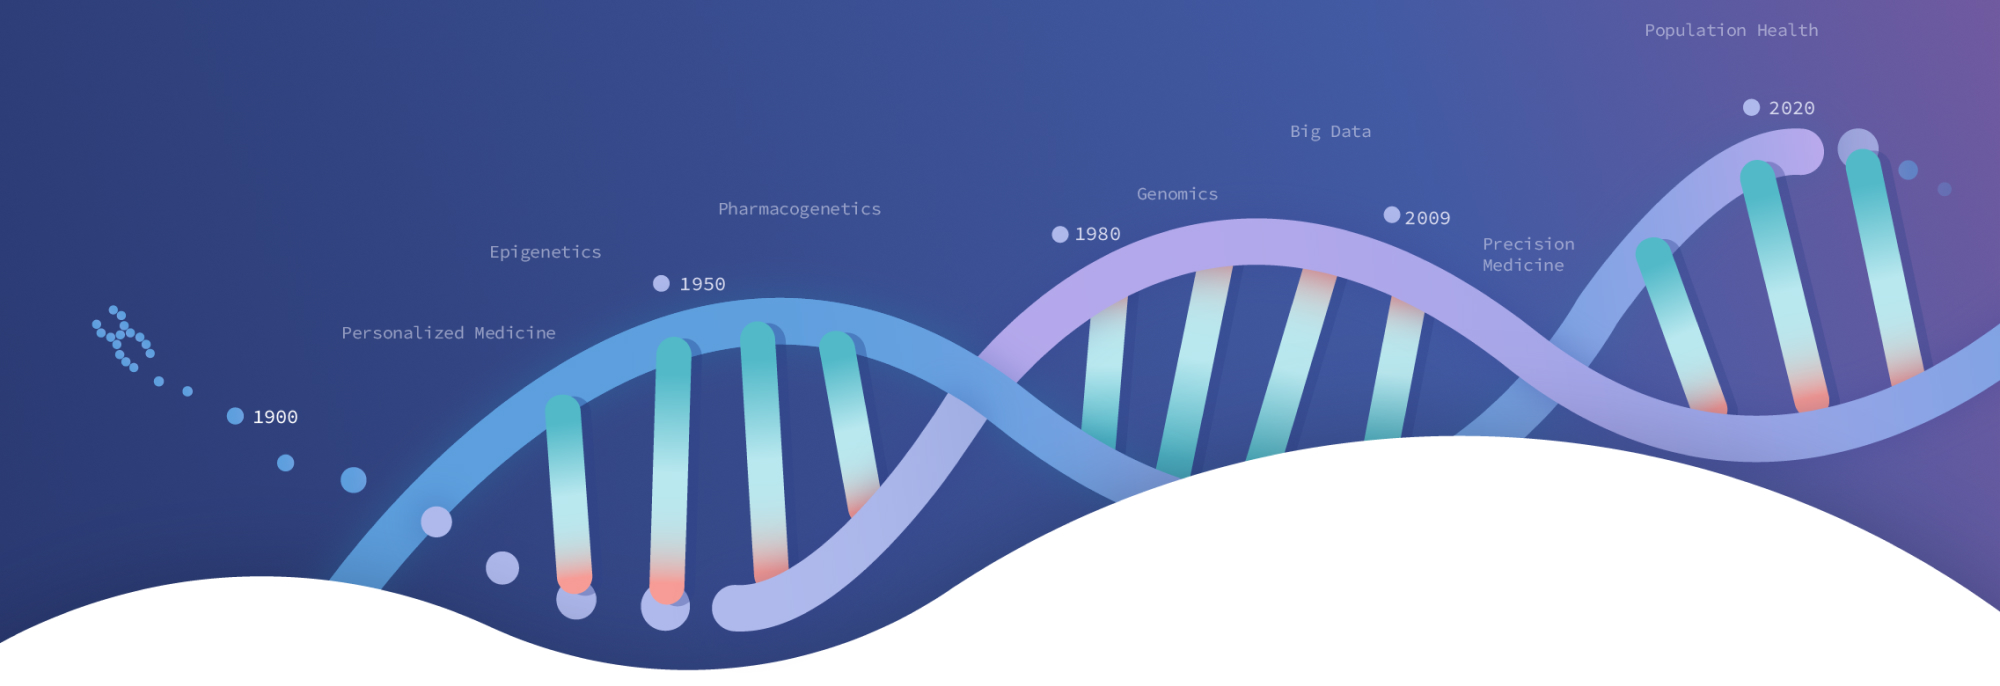 1900
Personalized Medicine
Epigenetics
1950
Pharmacogenetics
1980
Genomics
Big Data
2009
Precision
Medicine
Population Health
2020